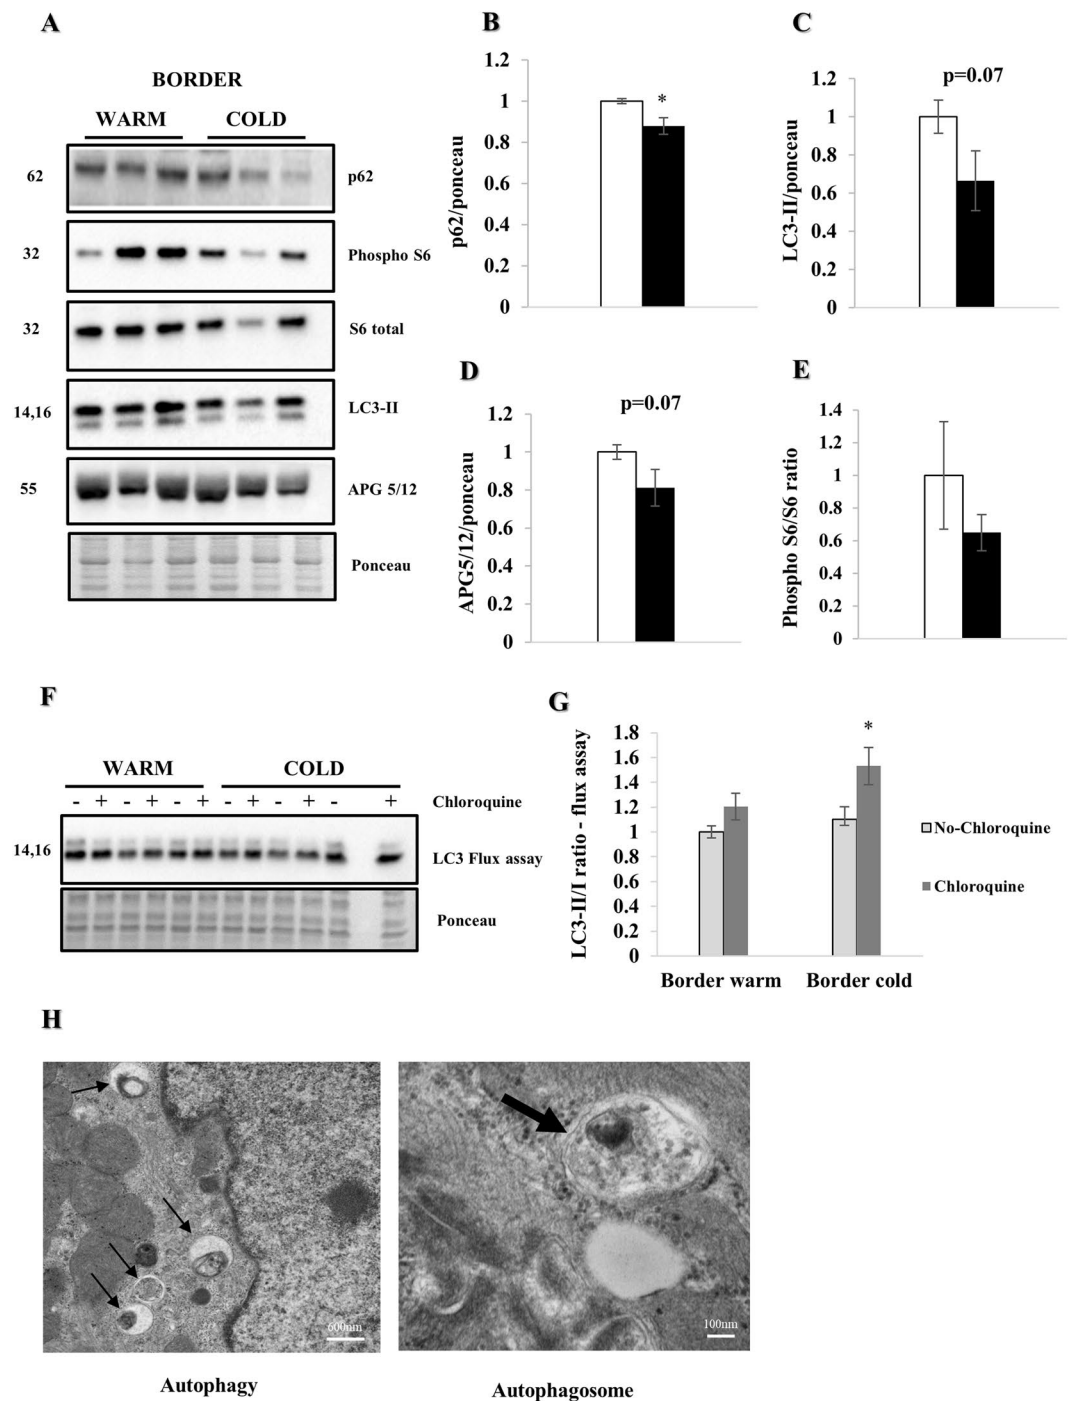 A
BORDER
WARM COLD
62 p62
32 Phospho S6
32 S6 total
14,16 LC3-II
55 APG 5/12
Ponceau
B
1.2
1
0.8
0.6
0.4
0.2
0
p62/ponceau
*
C
p=0.07
1.2
1
0.8
0.6
0.4
0.2
0
LC3-II/ponceau
D
p=0.07
1.2
1
0.8
0.6
0.4
0.2
0
APG5/12/ponceau
E
1.4
1.2
1
0.8
0.6
0.4
0.2
0
Phospho S6/S6 ratio
F
WARM COLD
- + - + - + - + - + - + Chloroquine
14,16 LC3 Flux assay
Ponceau
G
1.8
1.6
1.4
1.2
1
0.8
0.6
0.4
0.2
0
LC3-II/I ratio - flux assay
*
Border warm Border cold
No-Chloroquine
Chloroquine
H
600nm
100nm
Autophagy
Autophagosome